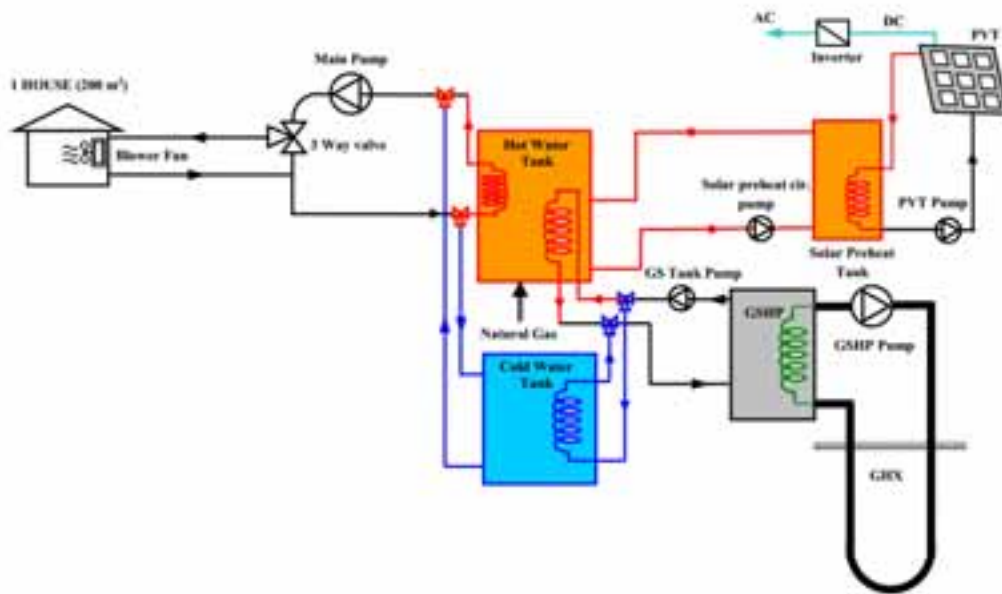 AC
DC
PVT
Inverter
Main Pump
1 HOUSE (200 m²)
3 Way valve
Blower Fan
Hot Water
Tank
Solar preheat cir.
pump
PVT Pump
Solar Preheat
Tank
GS Tank Pump
GSHP
Natural Gas
GSHP Pump
Cold Water
Tank
GHX